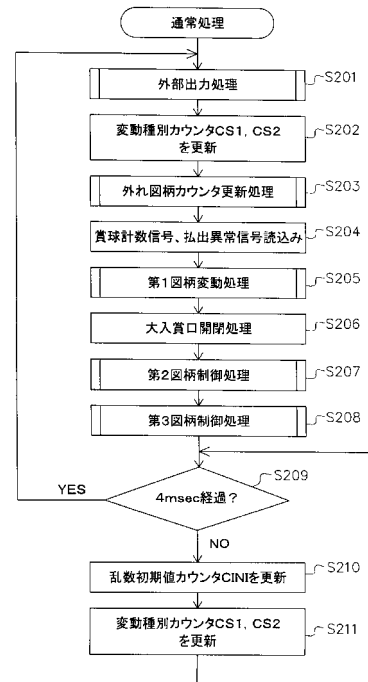 通常処理
外部出力処理
S201
変動種別カウンタCS1, CS2
を更新
S202
外れ図柄カウンタ更新処理
S203
賞球計数信号、払出異常信号読込み
S204
第1図柄変動処理
S205
大入賞口開閉処理
S206
第2図柄制御処理
S207
第3図柄制御処理
S208
4msec経過?
S209
YES
NO
乱数初期値カウンタCINIを更新
S210
変動種別カウンタCS1, CS2
を更新
S211